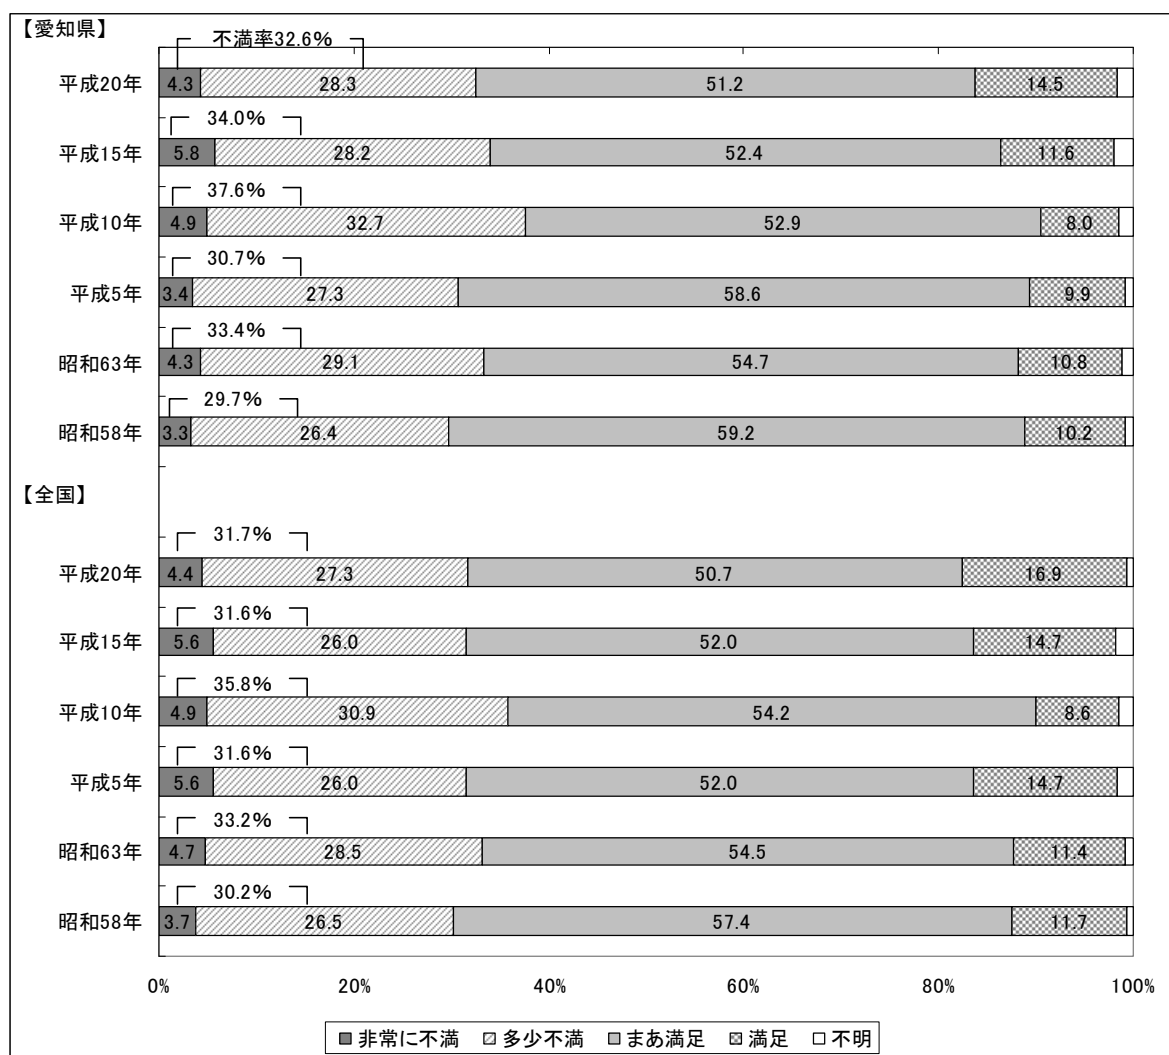 【愛知県】
不満率32.6%
平成20年 4.3 28.3 51.2 14.5
34.0%
平成15年 5.8 28.2 52.4 11.6
37.6%
平成10年 4.9 32.7 52.9 8.0
30.7%
平成5年 3.4 27.3 58.6 9.9
33.4%
昭和63年 4.3 29.1 54.7 10.8
29.7%
昭和58年 3.3 26.4 59.2 10.2
【全国】
31.7%
平成20年 4.4 27.3 50.7 16.9
31.6%
平成15年 5.6 26.0 52.0 14.7
35.8%
平成10年 4.9 30.9 54.2 8.6
31.6%
平成5年 5.6 26.0 52.0 14.7
33.2%
昭和63年 4.7 28.5 54.5 11.4
30.2%
昭和58年 3.7 26.5 57.4 11.7
0% 20% 40% 60% 80% 100%
非常に不満 多少不満 まあ満足 満足 不明